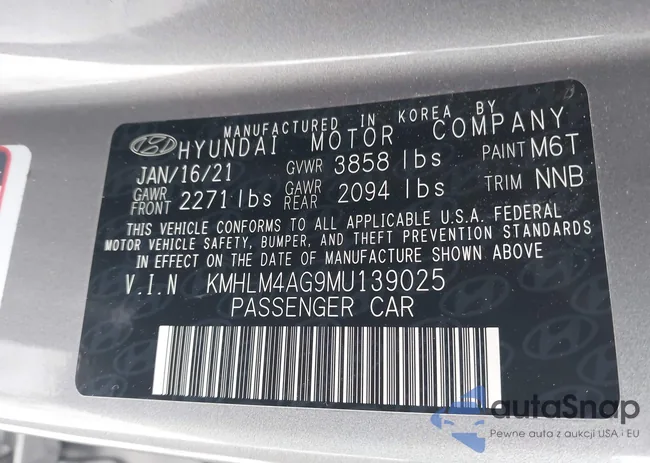 MANUFACTURED IN KOREA BY
HYUNDAI MOTOR COMPANY
JAN/16/21 GVWR 3858 lbs PAINT M6T
GAWR FRONT 2271 lbs GAWR REAR 2094 lbs TRIM NNB
THIS VEHICLE CONFORMS TO ALL APPLICABLE U.S.A. FEDERAL
MOTOR VEHICLE SAFETY, BUMPER, AND THEFT PREVENTION STANDARDS
IN EFFECT ON THE DATE OF MANUFACTURE SHOWN ABOVE
V.I.N KMHLM4AG9MU139025
PASSENGER CAR
autaSnap
Pewne auta z aukcji USA i EU